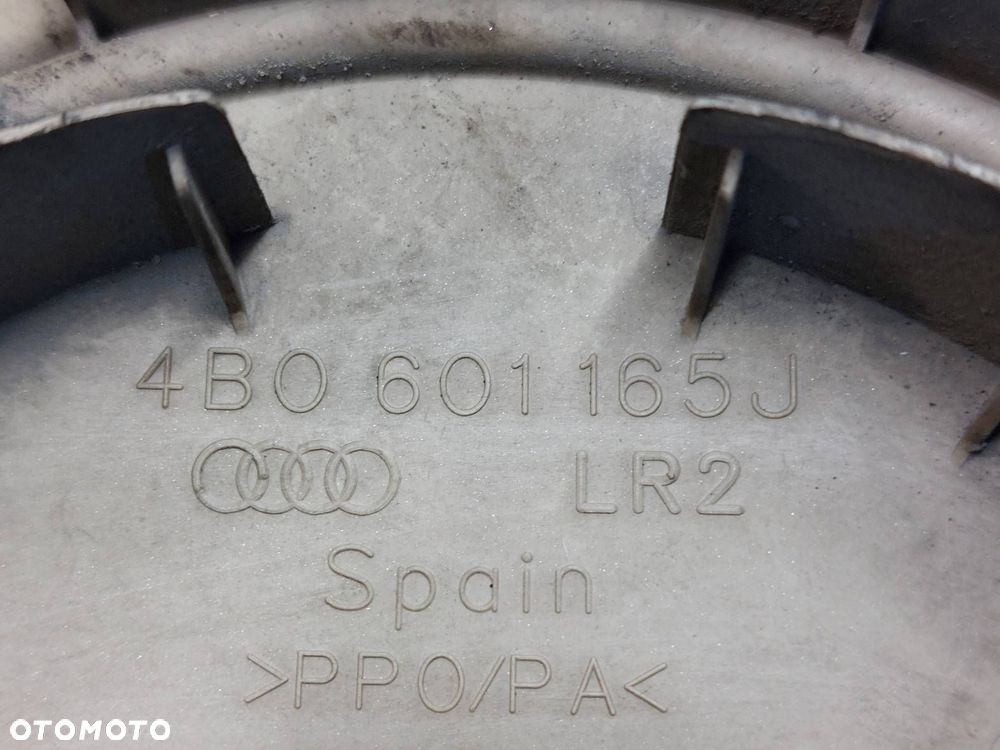 4B0 601 165J
LR2
Spain
>PPO/PA<
OTOMOTO